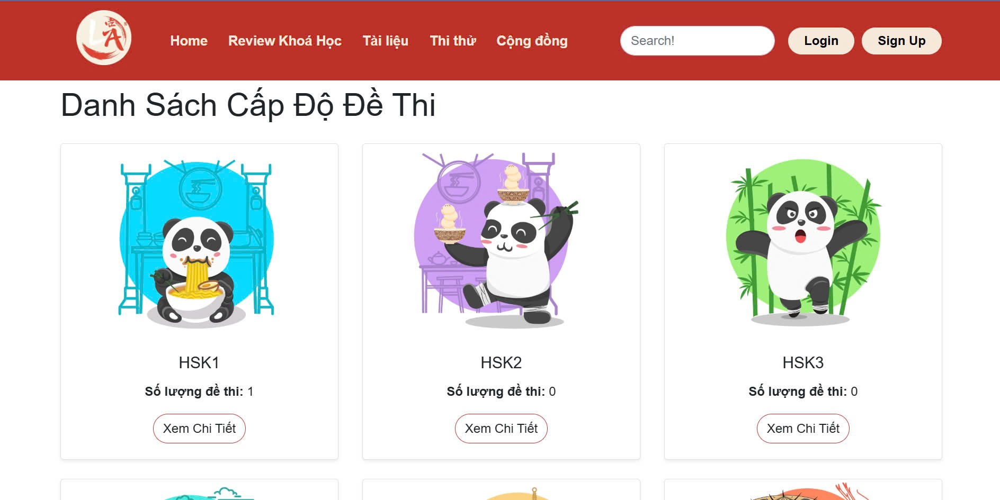 LA
Home Review Khoá Học Tài liệu Thi thử Cộng đồng Search! Login Sign Up
Danh Sách Cấp Độ Đề Thi
HSK1 HSK2 HSK3
Số lượng đề thi: 1 Số lượng đề thi: 0 Số lượng đề thi: 0
Xem Chi Tiết Xem Chi Tiết Xem Chi Tiết